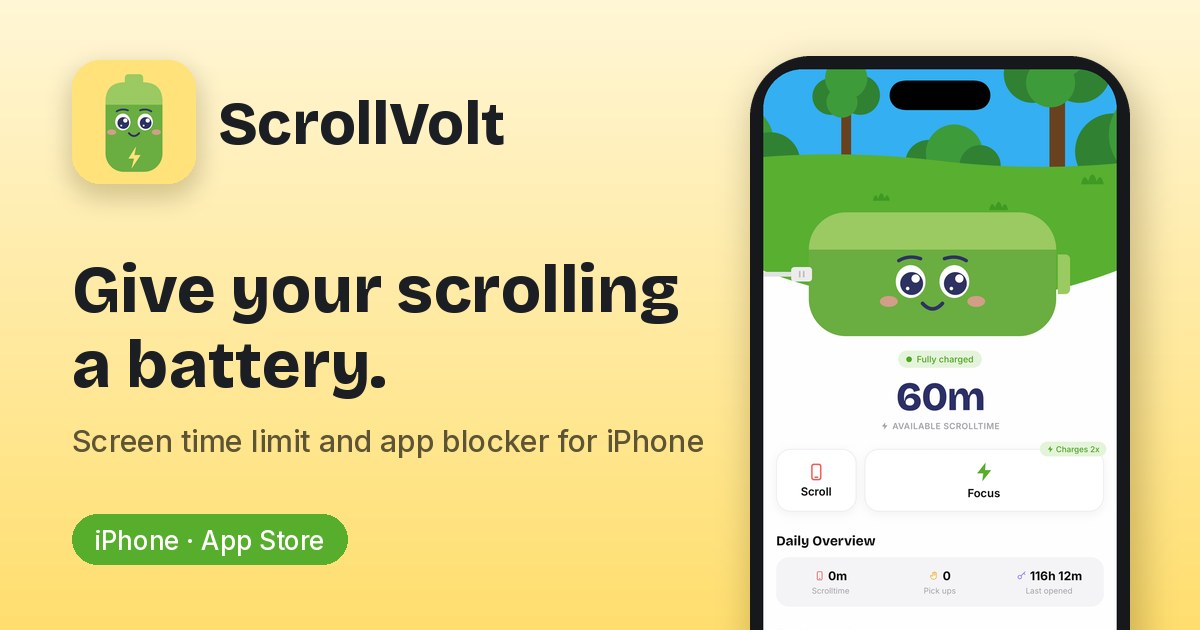 ScrollVolt
Give your scrolling
a battery.
Screen time limit and app blocker for iPhone
iPhone · App Store
Fully charged
60m
AVAILABLE SCROLLTIME
Charges 2x
Scroll
Focus
Daily Overview
0m
Scrolltime
0
Pick ups
116h 12m
Last opened